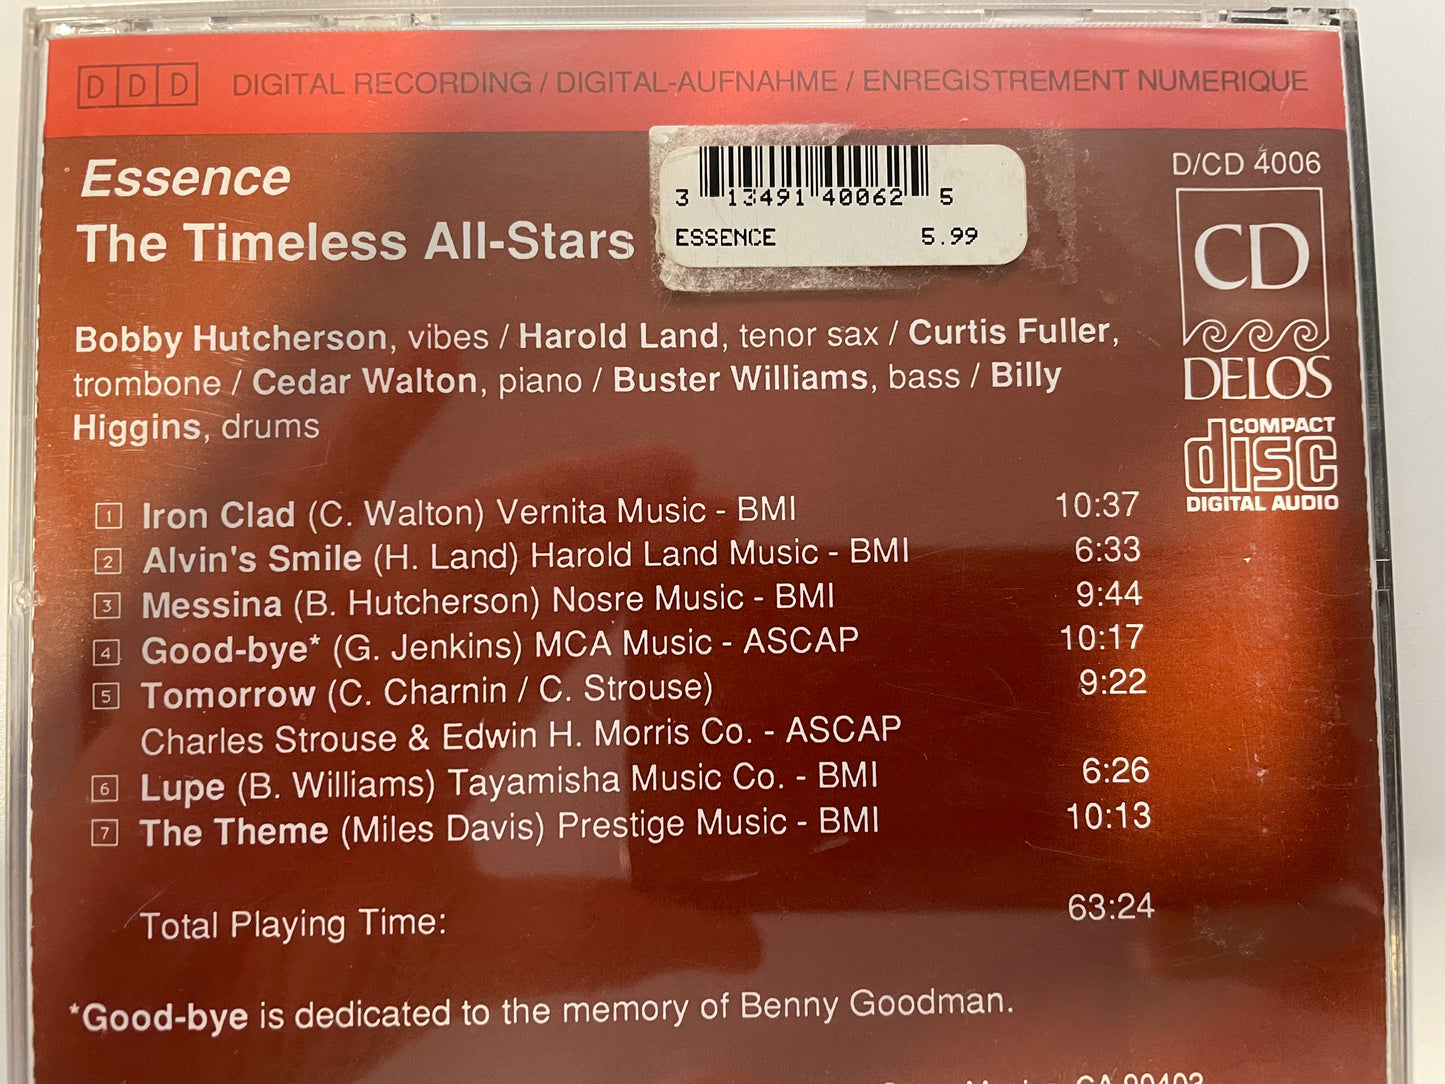 DDD DIGITAL RECORDING / DIGITAL-AUFNAHME / ENREGISTREMENT NUMERIQUE
Essence
The Timeless All-Stars
3 13491 40062 5
ESSENCE 5.99
D/CD 4006
CD
DELOS
COMPACT
disc
DIGITAL AUDIO
Bobby Hutcherson, vibes / Harold Land, tenor sax / Curtis Fuller,
trombone / Cedar Walton, piano / Buster Williams, bass / Billy
Higgins, drums
1 Iron Clad (C. Walton) Vernita Music - BMI 10:37
2 Alvin's Smile (H. Land) Harold Land Music - BMI 6:33
3 Messina (B. Hutcherson) Nosre Music - BMI 9:44
4 Good-bye* (G. Jenkins) MCA Music - ASCAP 10:17
5 Tomorrow (C. Charnin / C. Strouse) 9:22
Charles Strouse & Edwin H. Morris Co. - ASCAP
6 Lupe (B. Williams) Tayamisha Music Co. - BMI 6:26
7 The Theme (Miles Davis) Prestige Music - BMI 10:13
Total Playing Time: 63:24
*Good-bye is dedicated to the memory of Benny Goodman.
CA 90403